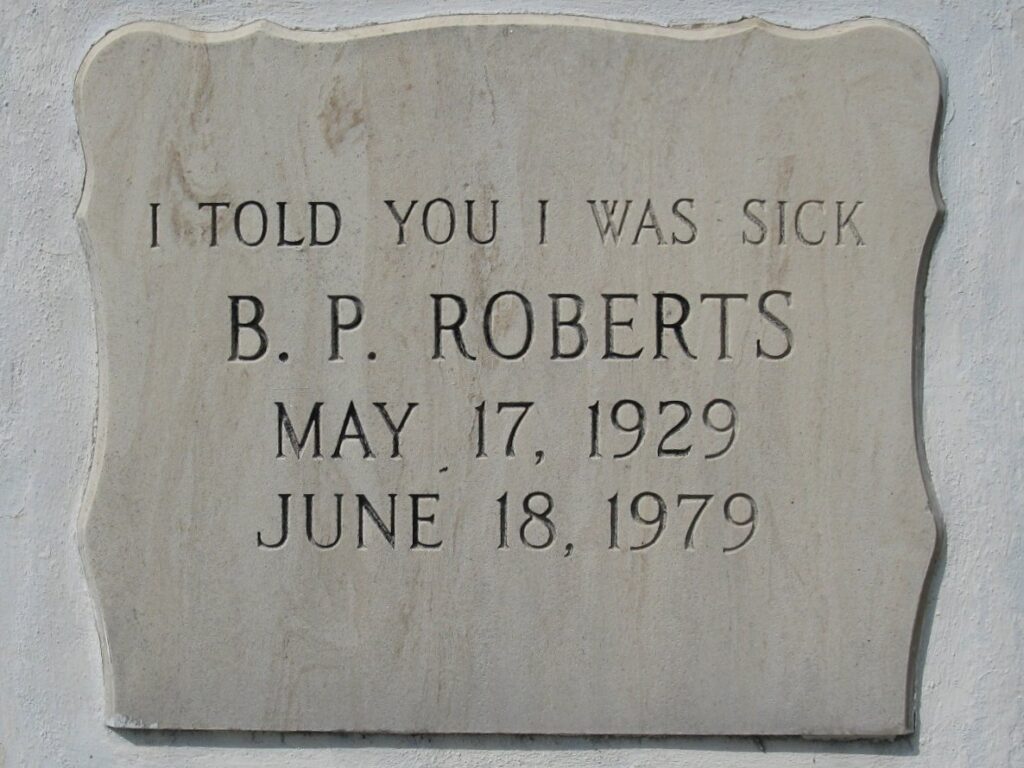 I TOLD YOU I WAS SICK
B. P. ROBERTS
MAY 17, 1929
JUNE 18, 1979